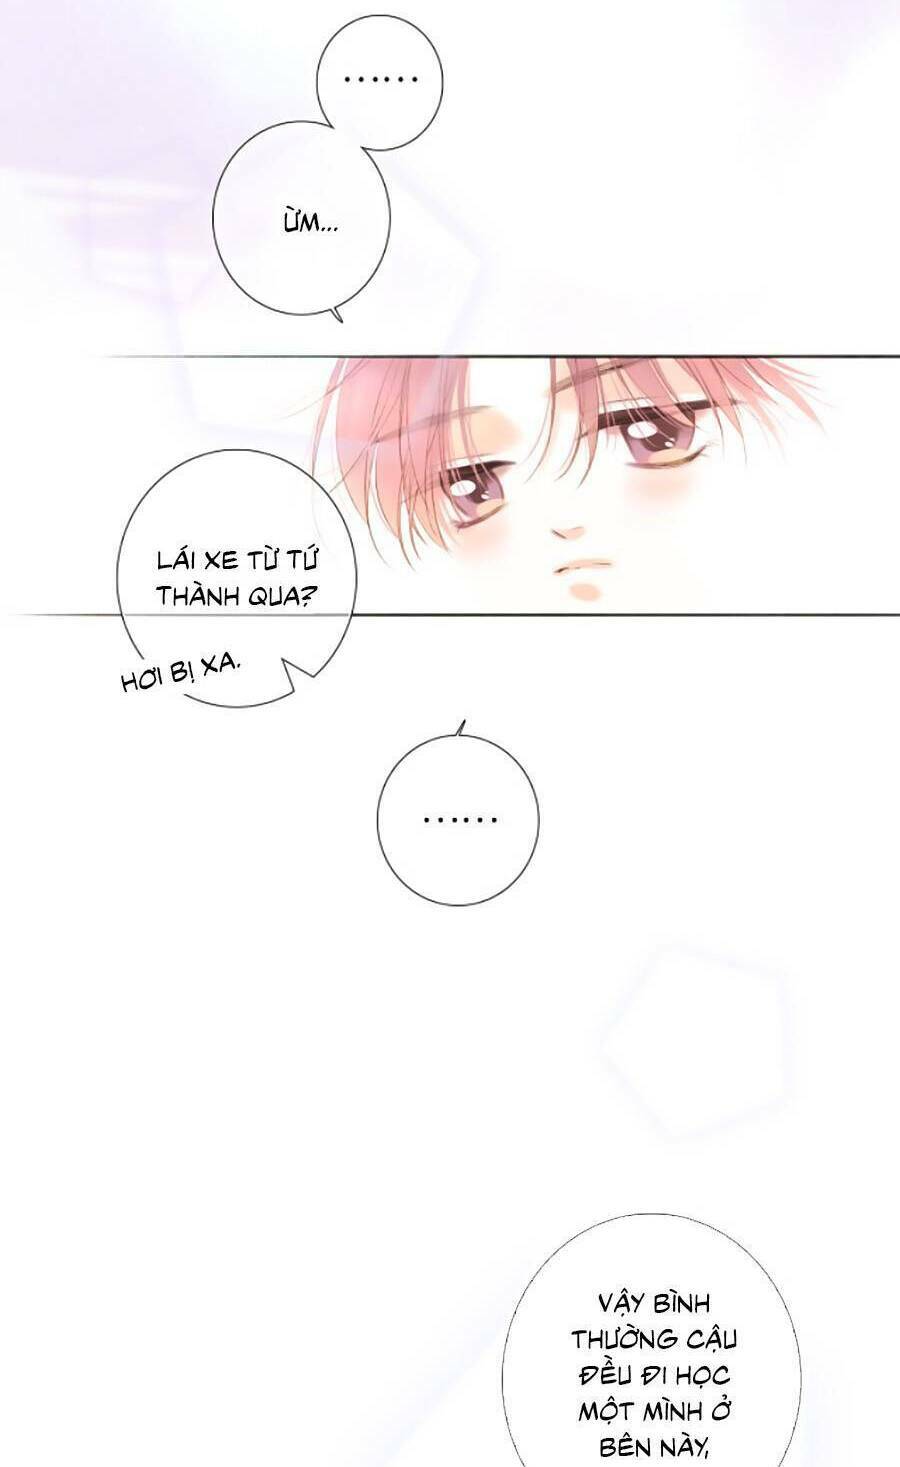 ......
ỪM...
LÁI XE TỪ TỨ
THÀNH QUA?
HƠI BỊ XA.
......
VẬY BÌNH
THƯỜNG CẬU
ĐỀU ĐI HỌC
MỘT MÌNH Ở
BÊN NÀY,